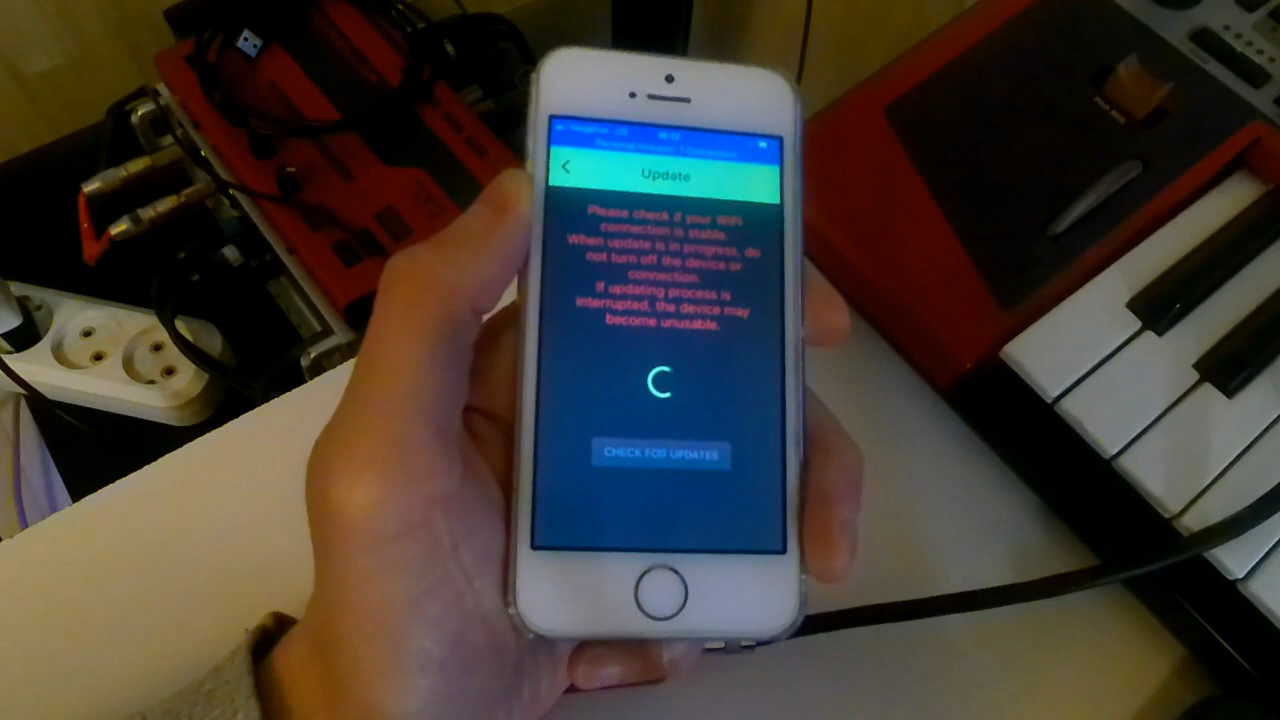 Update
Please check if your WiFi
connection is stable.
When update is in progress, do
not turn off the device or
connection.
If updating process is
interrupted, the device may
become unusable.
CHECK FOR UPDATES